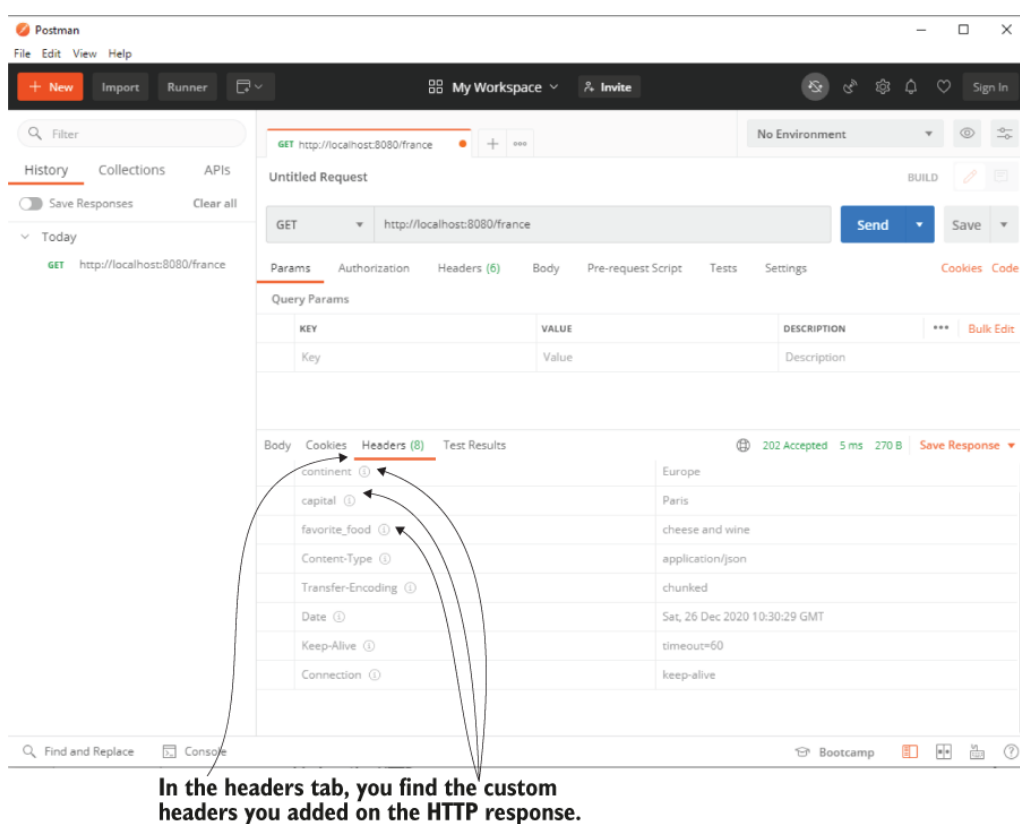 Postman
File Edit View Help
+ New Import Runner My Workspace Invite Sign In
Filter
GET http://localhost:8080/france No Environment
History Collections APIs
Untitled Request BUILD
Save Responses Clear all
GET http://localhost:8080/france Send Save
Today
GET http://localhost:8080/france
Params Authorization Headers (6) Body Pre-request Script Tests Settings Cookies Code
Query Params
KEY VALUE DESCRIPTION Bulk Edit
Key Value Description
Body Cookies Headers (8) Test Results 202 Accepted 5 ms 270 B Save Response
continent Europe
capital Paris
favorite_food cheese and wine
Content-Type application/json
Transfer-Encoding chunked
Date Sat, 26 Dec 2020 10:30:29 GMT
Keep-Alive timeout=60
Connection keep-alive
Find and Replace Console Bootcamp
In the headers tab, you find the custom
headers you added on the HTTP response.